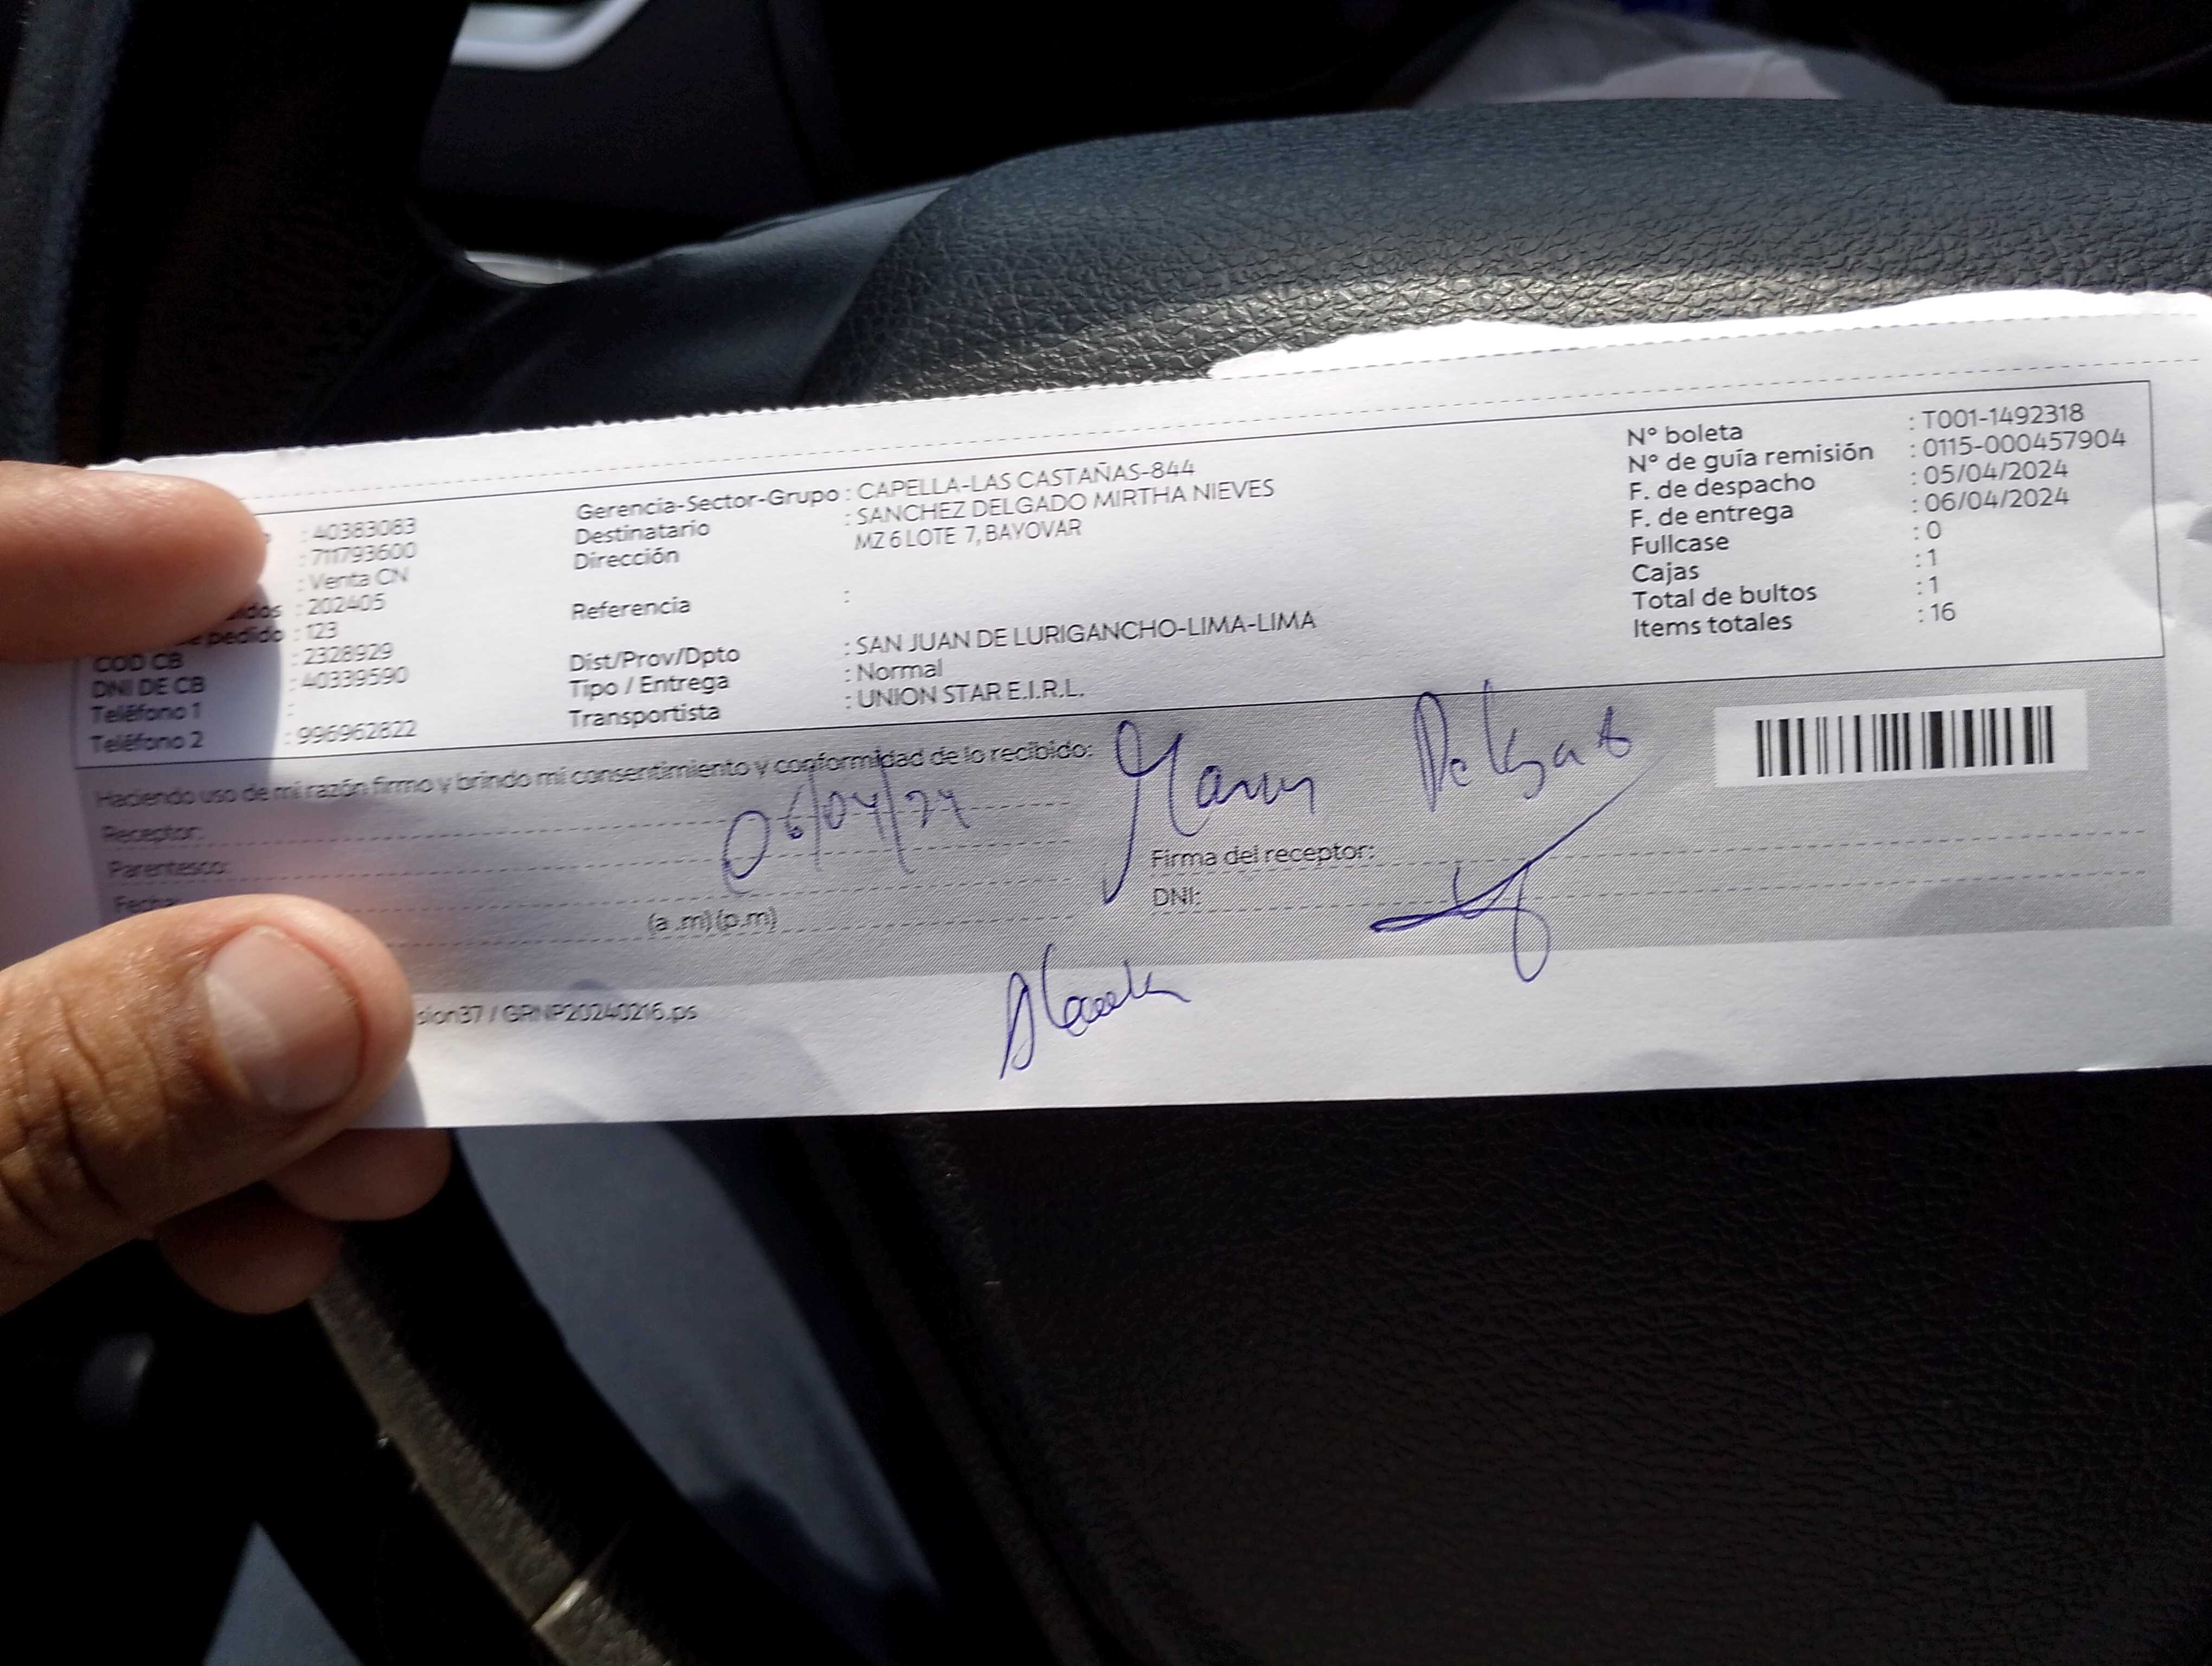 : 40383083
: 711793600
: Venta CN
: 202405
pedido : 123
COD CB : 2328929
DNI DE CB : 40339590
Teléfono 1 :
Teléfono 2 : 996962822
Gerencia-Sector-Grupo : CAPELLA-LAS CASTAÑAS-844
Destinatario : SANCHEZ DELGADO MIRTHA NIEVES
Dirección MZ 6 LOTE 7, BAYOVAR
Referencia :
Dist/Prov/Dpto : SAN JUAN DE LURIGANCHO-LIMA-LIMA
Tipo / Entrega : Normal
Transportista : UNION STAR E.I.R.L.
N° boleta : T001-1492318
N° de guía remisión : 0115-000457904
F. de despacho : 05/04/2024
F. de entrega : 06/04/2024
Fullcase : 0
Cajas : 1
Total de bultos : 1
Items totales : 16
Haciendo uso de mi razón firmo y brindo mi consentimiento y conformidad de lo recibido:
Receptor:
Parentesco:
Fecha:
06/04/24
(a .m) (p.m)
Delgado
Firma del receptor:
DNI:
sion37 / GRNP20240216.ps